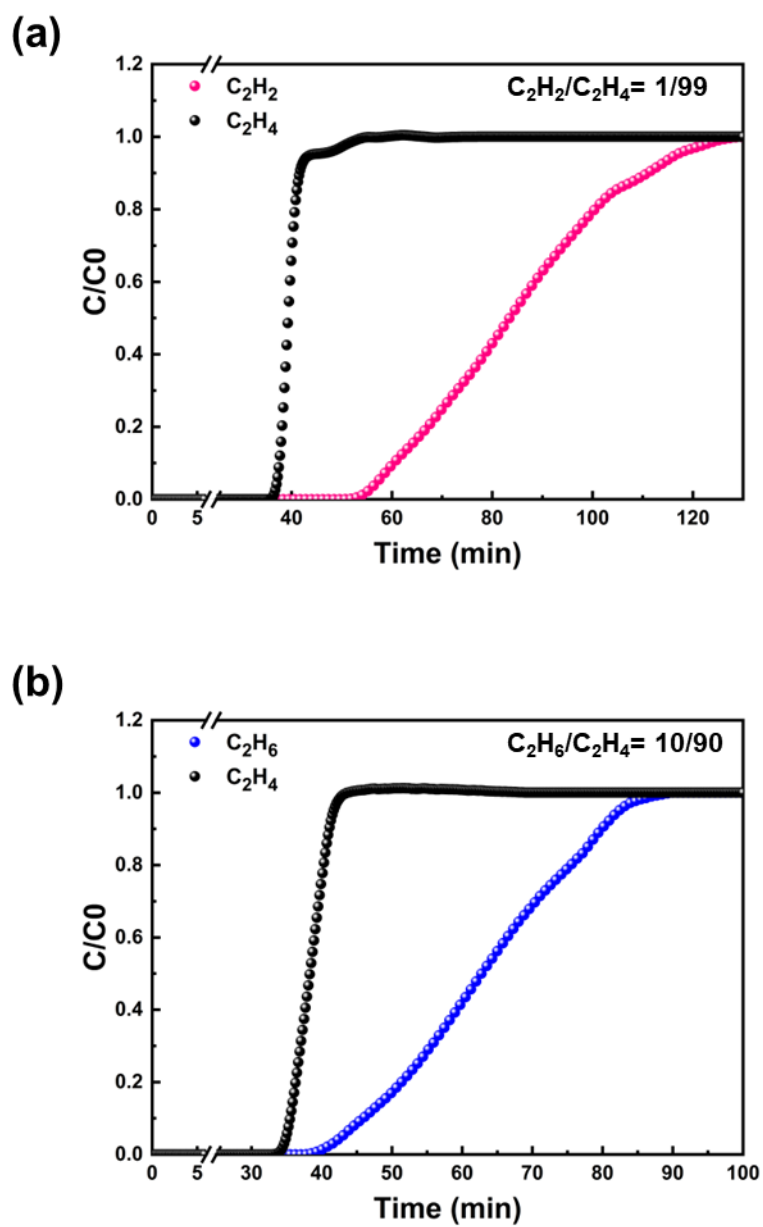 (a)
C₂H₂
C₂H₄
C₂H₂/C₂H₄= 1/99
1.2
1.0
0.8
0.6
0.4
0.2
0.0
C/C0
0 5 40 60 80 100 120
Time (min)
(b)
C₂H₆
C₂H₄
C₂H₆/C₂H₄= 10/90
1.2
1.0
0.8
0.6
0.4
0.2
0.0
C/C0
0 5 30 40 50 60 70 80 90 100
Time (min)